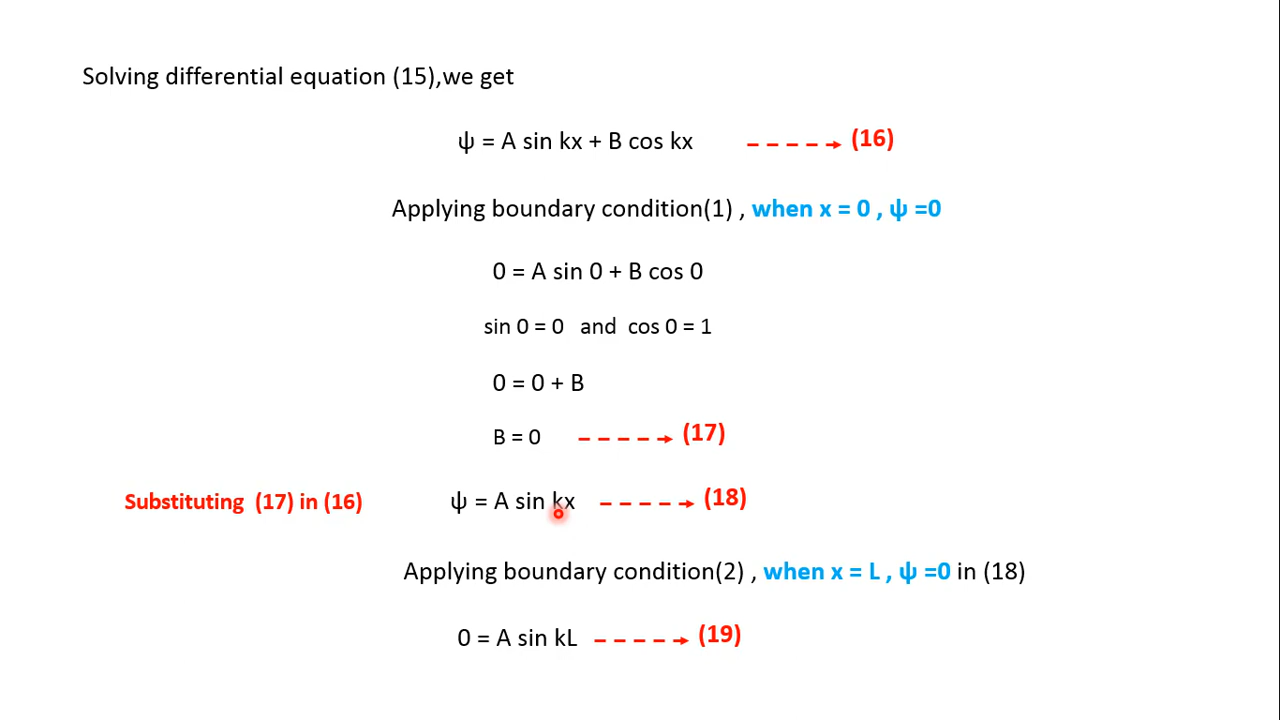 Solving differential equation (15),we get
ψ = A sin kx + B cos kx (16)
Applying boundary condition(1) , when x = 0 , ψ =0
0 = A sin 0 + B cos 0
sin 0 = 0 and cos 0 = 1
0 = 0 + B
B = 0 (17)
Substituting (17) in (16) ψ = A sin kx (18)
Applying boundary condition(2) , when x = L , ψ =0 in (18)
0 = A sin kL (19)